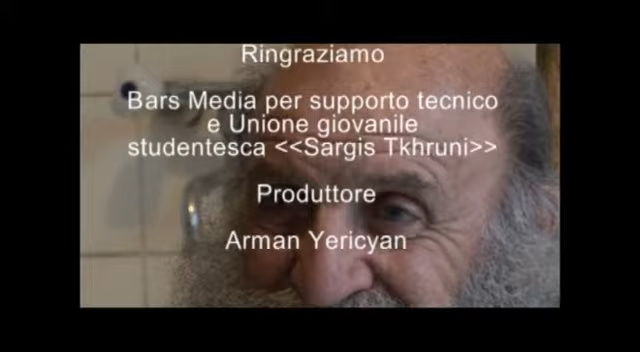 Ringraziamo
Bars Media per supporto tecnico
e Unione giovanile
studentesca <<Sargis Tkhruni>>
Produttore
Arman Yericyan